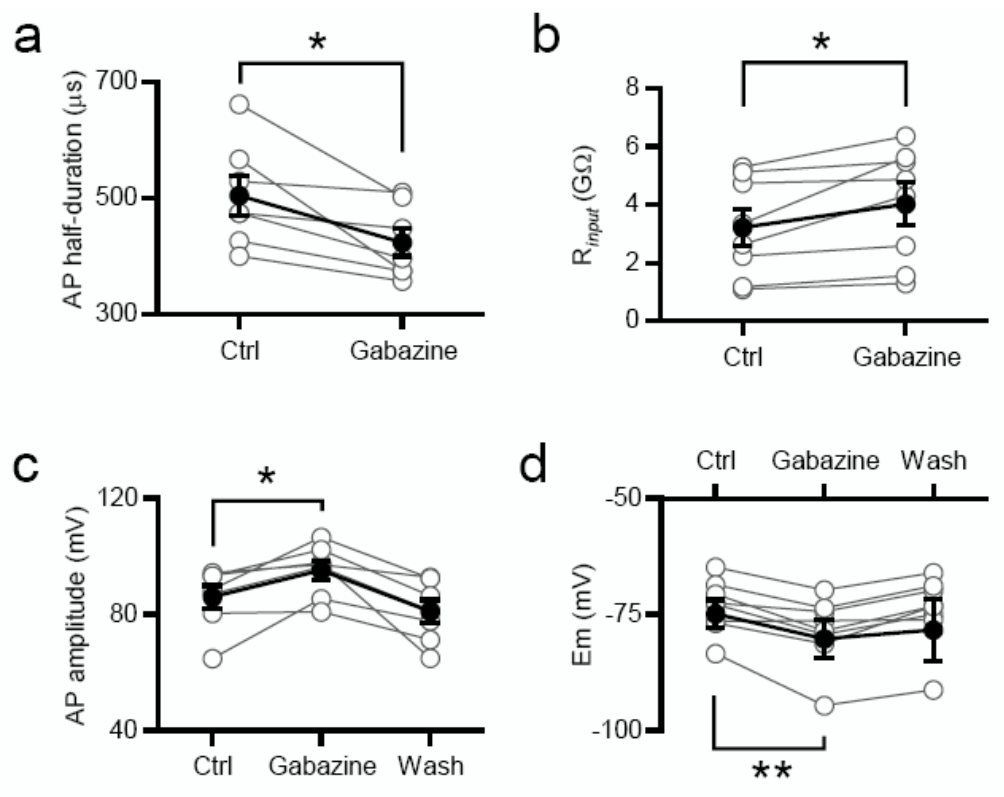 a
*
AP half-duration (μs)
700
500
300
Ctrl Gabazine
b
*
R_input (GΩ)
8
6
4
2
0
Ctrl Gabazine
c
*
AP amplitude (mV)
120
80
40
Ctrl Gabazine Wash
d
Ctrl Gabazine Wash
Em (mV)
-50
-75
-100
**